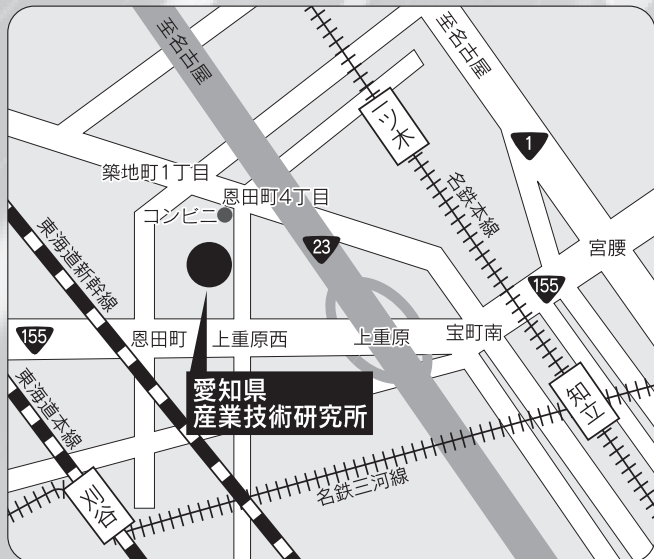 至名古屋
至名古屋
一ツ木
1
築地町1丁目
恩田町4丁目
コンビニ
名鉄本線
23
宮腰
東海道新幹線
155
155
恩田町
上重原西
上重原
宝町南
愛知県
産業技術研究所
東海道本線
知立
名鉄三河線
刈谷